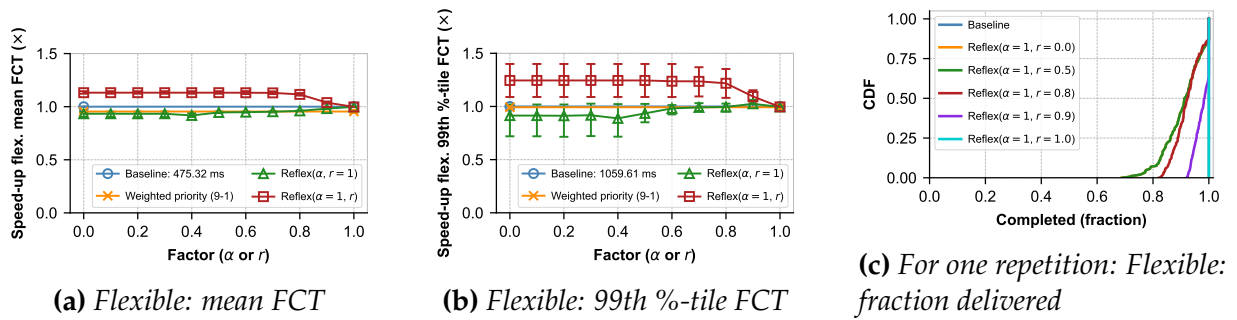 Speed-up flex. mean FCT (×)
1.5
1.0
0.5
0.0
Baseline: 475.32 ms
Weighted priority (9-1)
Reflex(α, r = 1)
Reflex(α = 1, r)
0.0 0.2 0.4 0.6 0.8 1.0
Factor (α or r)
(a) Flexible: mean FCT
Speed-up flex. 99th %-tile FCT (×)
1.5
1.0
0.5
0.0
Baseline: 1059.61 ms
Weighted priority (9-1)
Reflex(α, r = 1)
Reflex(α = 1, r)
0.0 0.2 0.4 0.6 0.8 1.0
Factor (α or r)
(b) Flexible: 99th %-tile FCT
CDF
1.00
0.75
0.50
0.25
0.00
Baseline
Reflex(α = 1, r = 0.0)
Reflex(α = 1, r = 0.5)
Reflex(α = 1, r = 0.8)
Reflex(α = 1, r = 0.9)
Reflex(α = 1, r = 1.0)
0.0 0.2 0.4 0.6 0.8 1.0
Completed (fraction)
(c) For one repetition: Flexible:
fraction delivered